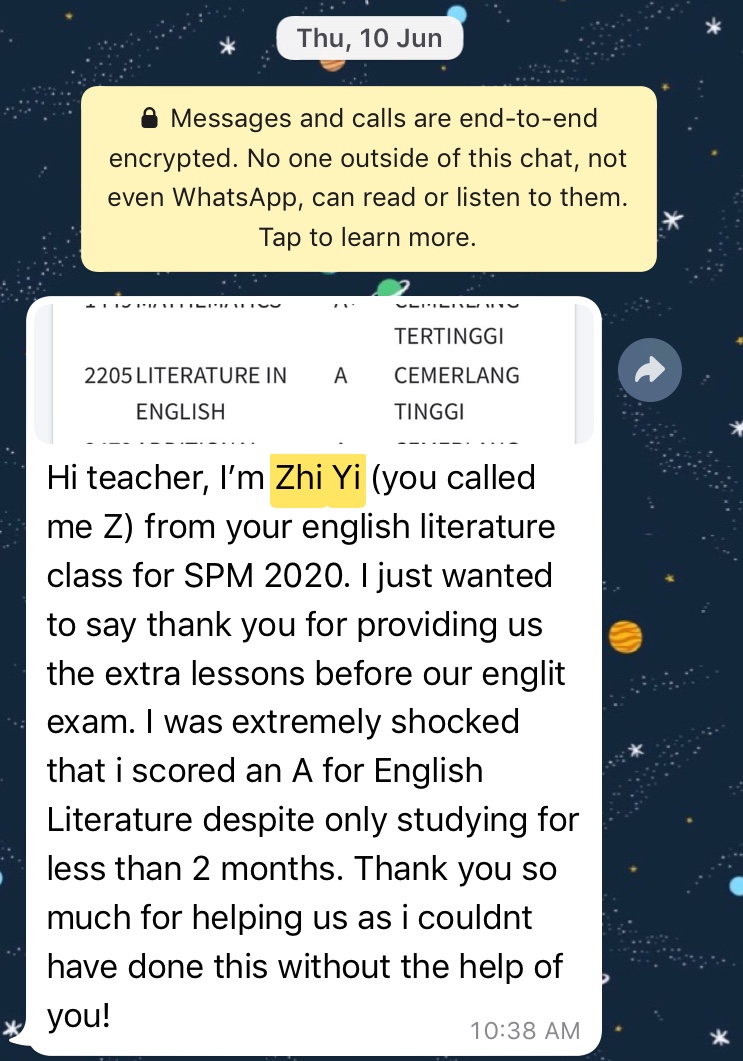 Thu, 10 Jun
Messages and calls are end-to-end
encrypted. No one outside of this chat, not
even WhatsApp, can read or listen to them.
Tap to learn more.
TERTINGGI
2205 LITERATURE IN A CEMERLANG
ENGLISH TINGGI
Hi teacher, I’m Zhi Yi (you called
me Z) from your english literature
class for SPM 2020. I just wanted
to say thank you for providing us
the extra lessons before our englit
exam. I was extremely shocked
that i scored an A for English
Literature despite only studying for
less than 2 months. Thank you so
much for helping us as i couldnt
have done this without the help of
you!
10:38 AM